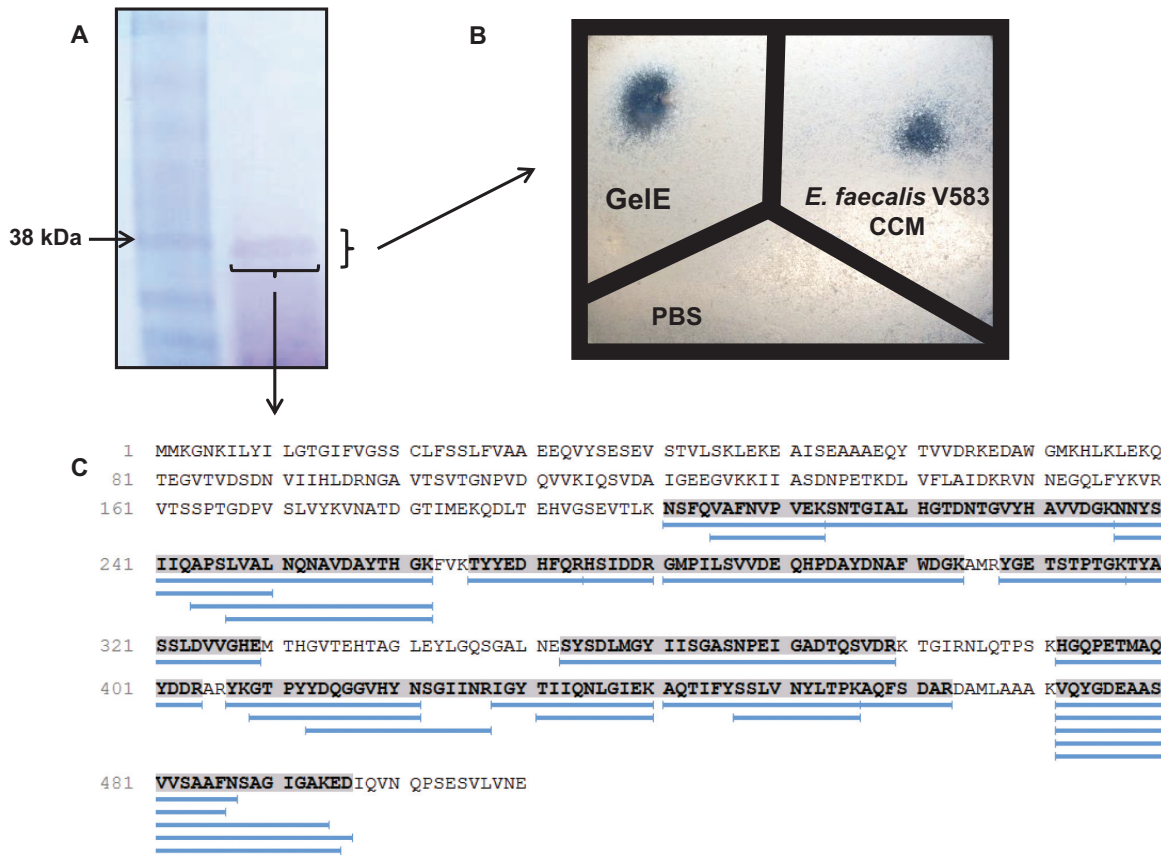 A
B
38 kDa
GelE
E. faecalis V583
CCM
PBS
C
1 MMKGNKILYI LGTGIFVGSS CLFSSLFVAA EEQVYSESEV STVLSKLEKE AISEAAAEQY TVVDRKEDAW GMKHLKLEKQ
81 TEGVTVDSDN VIIHLDRNGA VTSVTGNPVD QVVKIQSVDA IGEEGVKKII ASDNPETKDL VFLAIDKRVN NEGQLFYKVR
161 VTSSPTGDPV SLVYKVNATD GTIMEKQDLT EHVGSEVTLK NSFQVAFNVP VEKSNTGIAL HGTDNTGVYH AVVDGKNNYS
241 IIQAPSLVAL NQNAVDAYTH GKFVKTYYED HFQRHSIDDR GMPILSVVDE QHPDAYDNAF WDGKAMRYGE TSTPTGKTYA
321 SSLDVVGHEM THGVTEHTAG LEYLGQSGAL NESYSDLMGY IISGASNPEI GADTQSVDRK TGIRNLQTPS KHGQPETMAQ
401 YDDRARYKGT PYYDQGGVHY NSGIINRIGY TIIQNLGIEK AQTIFYSSLV NYLTPKAQFS DARDAMLAAA KVQYGDEAAS
481 VVSAAFNSAG IGAKEDIQVN QPSESVLVNE